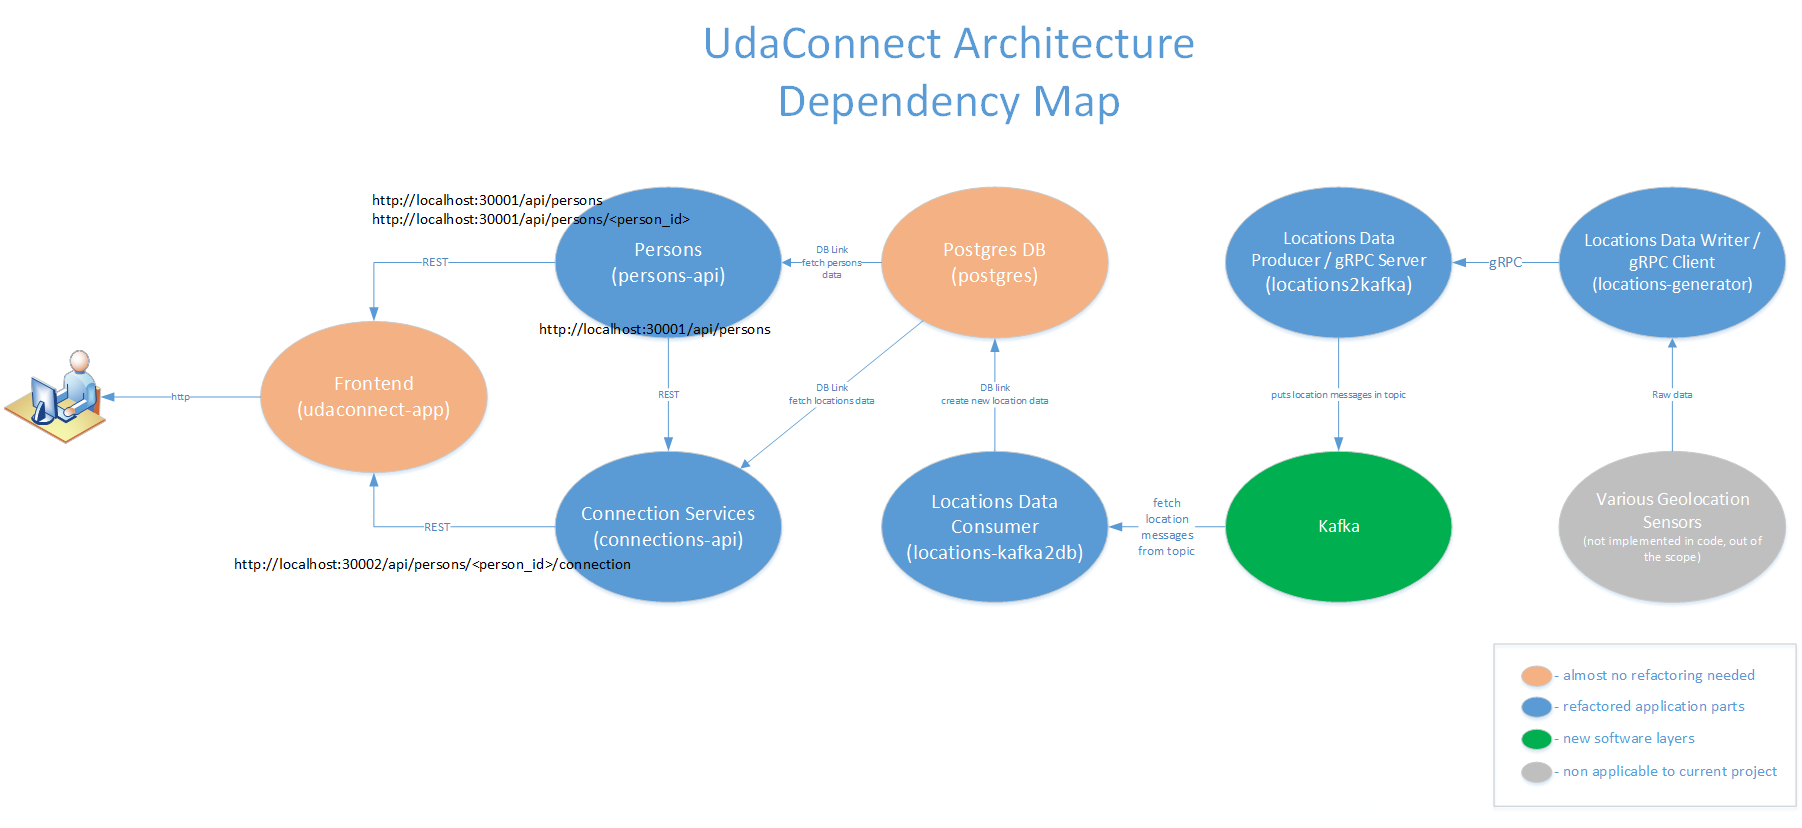 UdaConnect Architecture
Dependency Map
http://localhost:30001/api/persons
http://localhost:30001/api/persons/<person_id>
Persons
(persons-api)
http://localhost:30001/api/persons
REST
DB Link
fetch persons
data
Postgres DB
(postgres)
Locations Data
Producer / gRPC Server
(locations2kafka)
gRPC
Locations Data Writer /
gRPC Client
(locations-generator)
http
Frontend
(udaconnect-app)
REST
DB Link
fetch locations data
DB link
create new location data
puts location messages in topic
Raw data
REST
Connection Services
(connections-api)
http://localhost:30002/api/persons/<person_id>/connection
Locations Data
Consumer
(locations-kafka2db)
fetch
location
messages
from topic
Kafka
Various Geolocation
Sensors
(not implemented in code, out of
the scope)
- almost no refactoring needed
- refactored application parts
- new software layers
- non applicable to current project